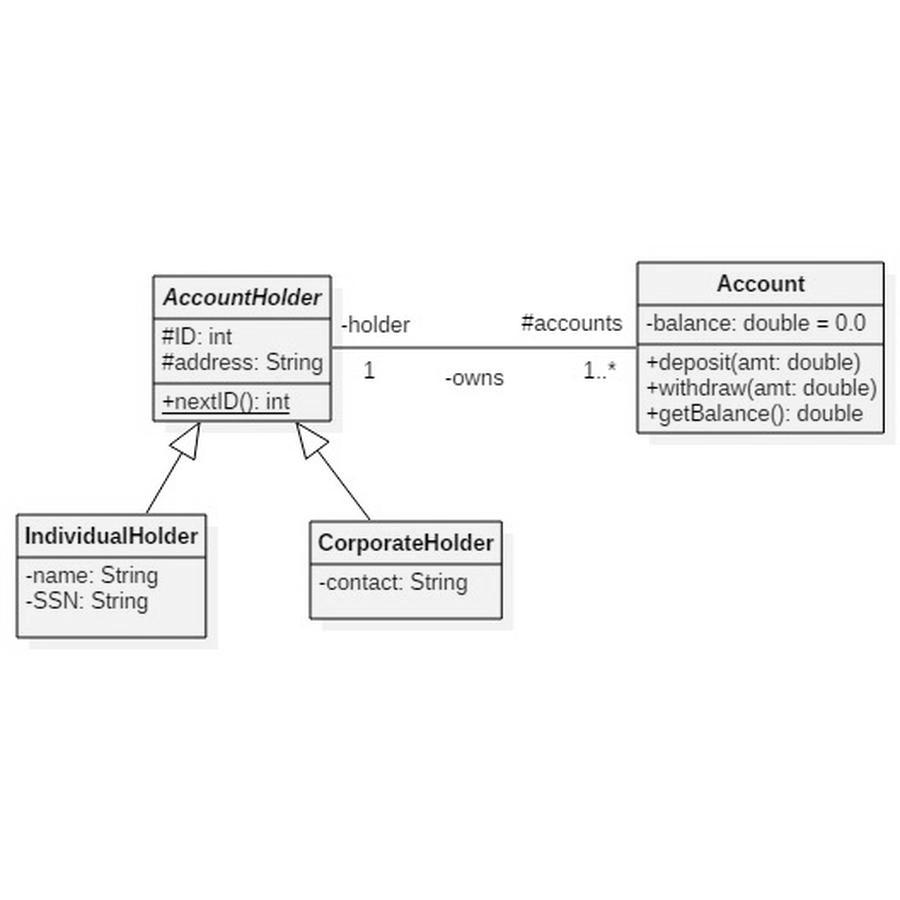 AccountHolder
#ID: int
#address: String
+nextID(): int
-holder
1
-owns
#accounts
1..*
Account
-balance: double = 0.0
+deposit(amt: double)
+withdraw(amt: double)
+getBalance(): double
IndividualHolder
-name: String
-SSN: String
CorporateHolder
-contact: String